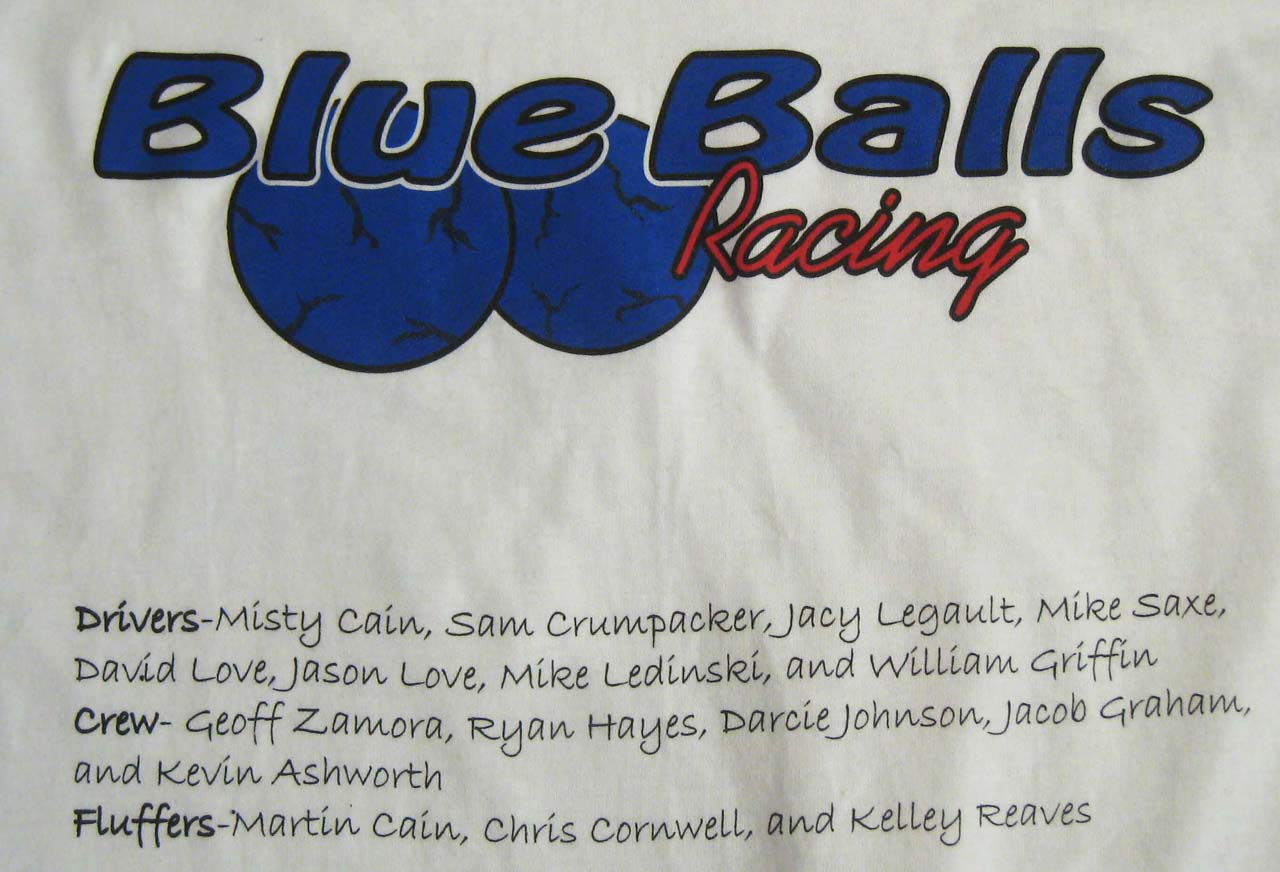 Blue Balls
Racing
Drivers-Misty Cain, Sam Crumpacker, Jacy Legault, Mike Saxe,
David Love, Jason Love, Mike Ledinski, and William Griffin
Crew- Geoff Zamora, Ryan Hayes, Darcie Johnson, Jacob Graham,
and Kevin Ashworth
Fluffers-Martin Cain, Chris Cornwell, and Kelley Reaves